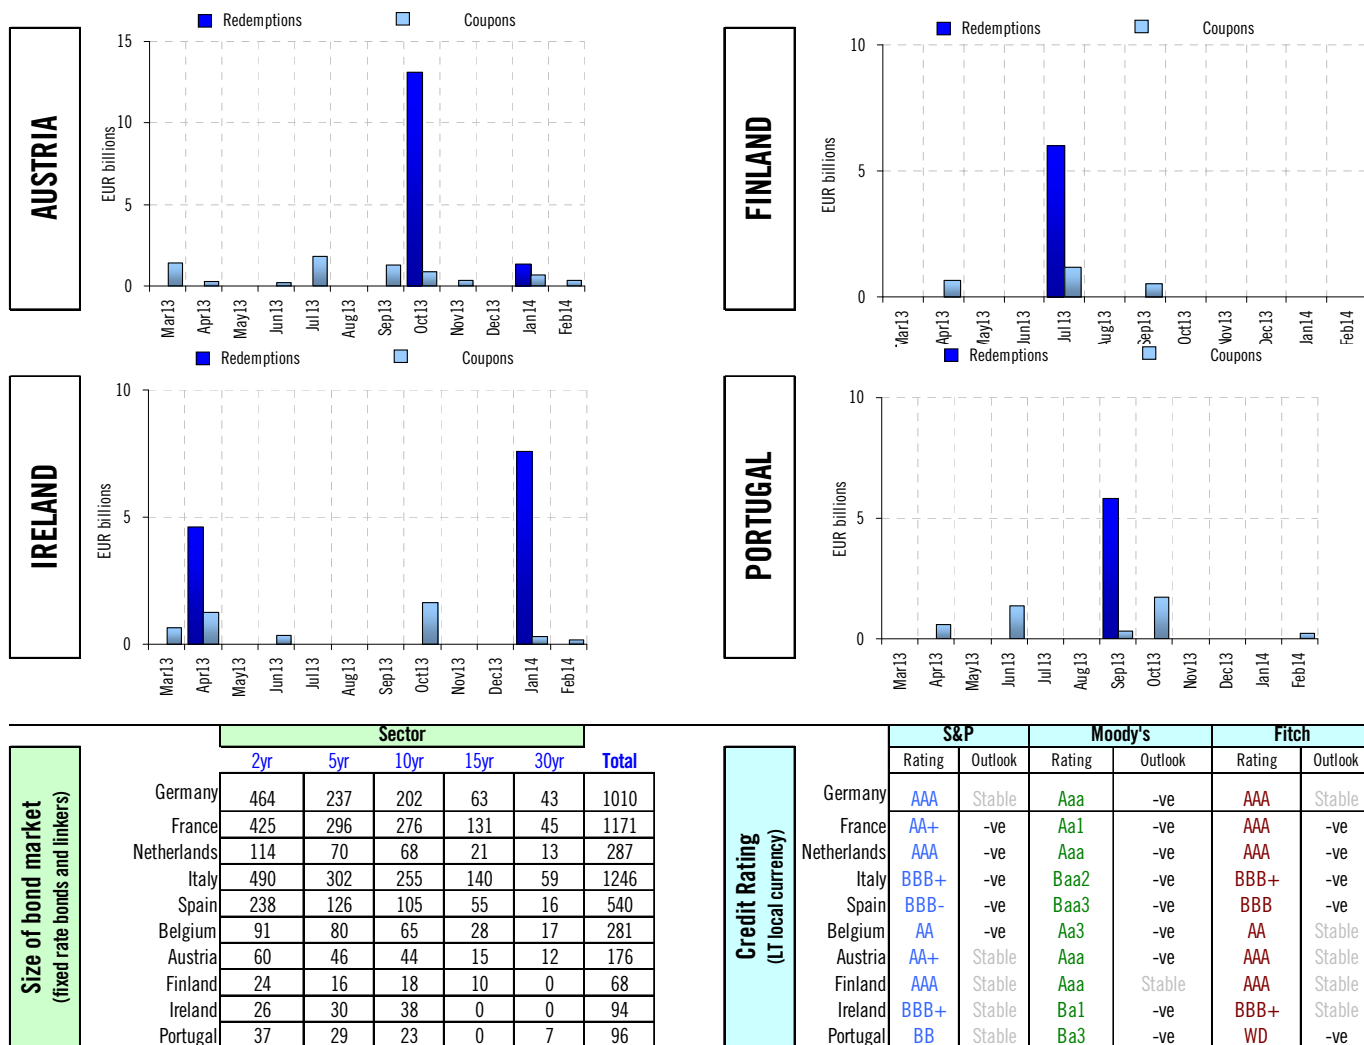 Redemptions Coupons
AUSTRIA
EUR billions
15
10
5
0
Mar13 Apr13 May13 Jun13 Jul13 Aug13 Sep13 Oct13 Nov13 Dec13 Jan14 Feb14
Redemptions Coupons
FINLAND
EUR billions
10
5
0
Mar13 Apr13 May13 Jun13 Jul13 Aug13 Sep13 Oct13 Nov13 Dec13 Jan14 Feb
Redemptions Coupons
IRELAND
EUR billions
10
5
0
Mar13 Apr13 May13 Jun13 Jul13 Aug13 Sep13 Oct13 Nov13 Dec13 Jan14 Feb14
Redemptions Coupons
PORTUGAL
EUR billions
10
5
0
Mar13 Apr13 May13 Jun13 Jul13 Aug13 Sep13 Oct13 Nov13 Dec13 Jan14 Feb14
Size of bond market
(fixed rate bonds and linkers)
Sector
2yr 5yr 10yr 15yr 30yr Total
Germany 464 237 202 63 43 1010
France 425 296 276 131 45 1171
Netherlands 114 70 68 21 13 287
Italy 490 302 255 140 59 1246
Spain 238 126 105 55 16 540
Belgium 91 80 65 28 17 281
Austria 60 46 44 15 12 176
Finland 24 16 18 10 0 68
Ireland 26 30 38 0 0 94
Portugal 37 29 23 0 7 96
Credit Rating
(LT local currency)
S&P Moody's Fitch
Rating Outlook Rating Outlook Rating Outlook
Germany AAA Stable Aaa -ve AAA Stable
France AA+ -ve Aa1 -ve AAA -ve
Netherlands AAA -ve Aaa -ve AAA -ve
Italy BBB+ -ve Baa2 -ve BBB+ -ve
Spain BBB- -ve Baa3 -ve BBB -ve
Belgium AA -ve Aa3 -ve AA Stable
Austria AA+ Stable Aaa -ve AAA Stable
Finland AAA Stable Aaa Stable AAA Stable
Ireland BBB+ Stable Ba1 -ve BBB+ Stable
Portugal BB Stable Ba3 -ve WD -ve